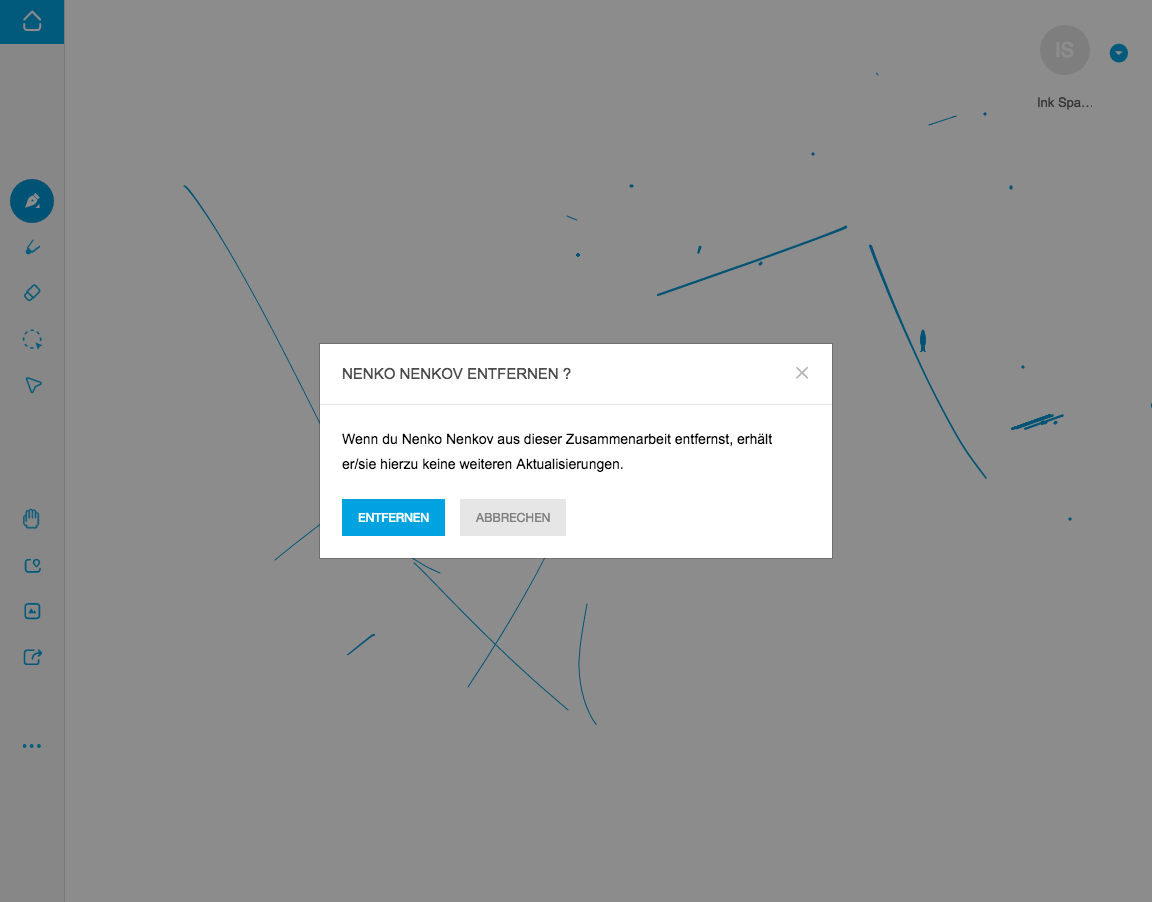 IS
Ink Spa...
NENKO NENKOV ENTFERNEN ?
Wenn du Nenko Nenkov aus dieser Zusammenarbeit entfernst, erhält
er/sie hierzu keine weiteren Aktualisierungen.
ENTFERNEN ABBRECHEN